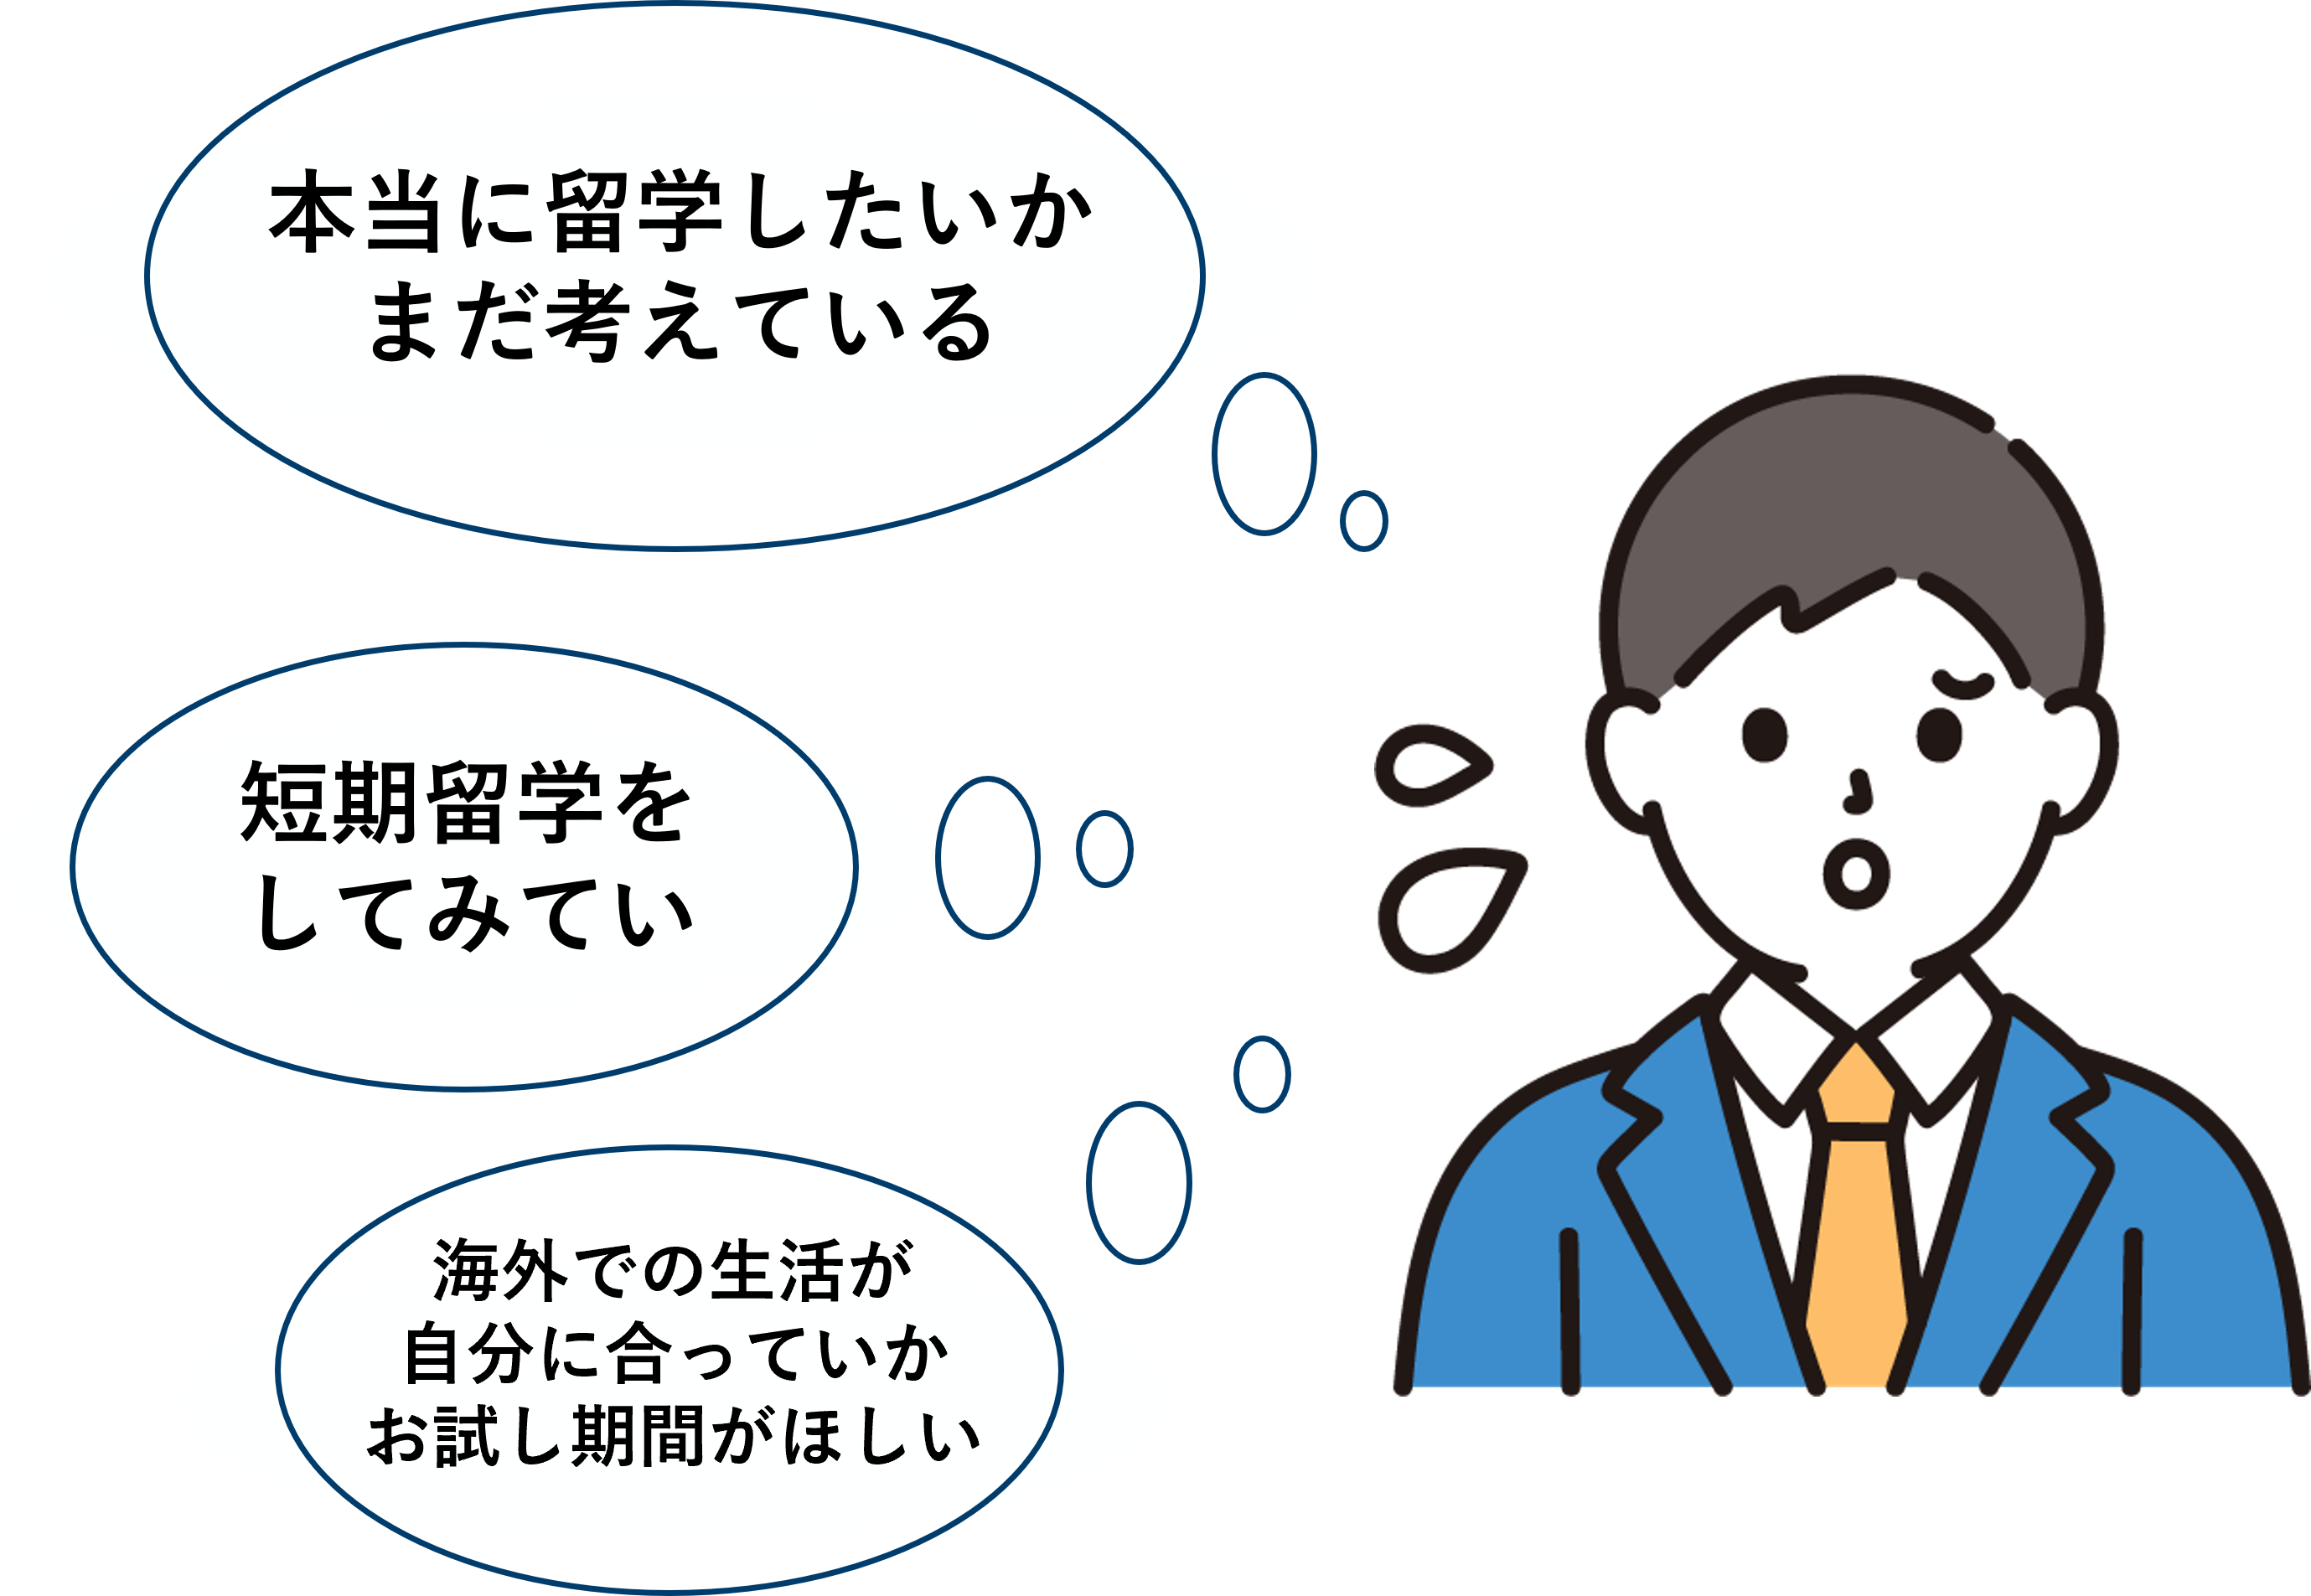 本当に留学したいか
まだ考えている
短期留学を
してみてい
海外での生活が
自分に合っていか
お試し期間がほしい